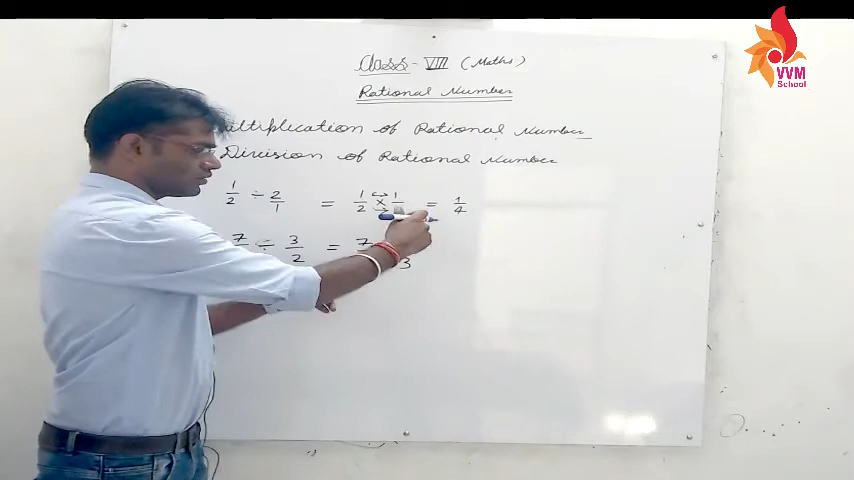 VVM
School
Class - VIII (Maths)
Rational Number
Multiplication of Rational Number
Division of Rational Number
1/2 ÷ 2/1 = 1/2 × 1/ = 1/4
7 ÷ 3/2 = 7 3